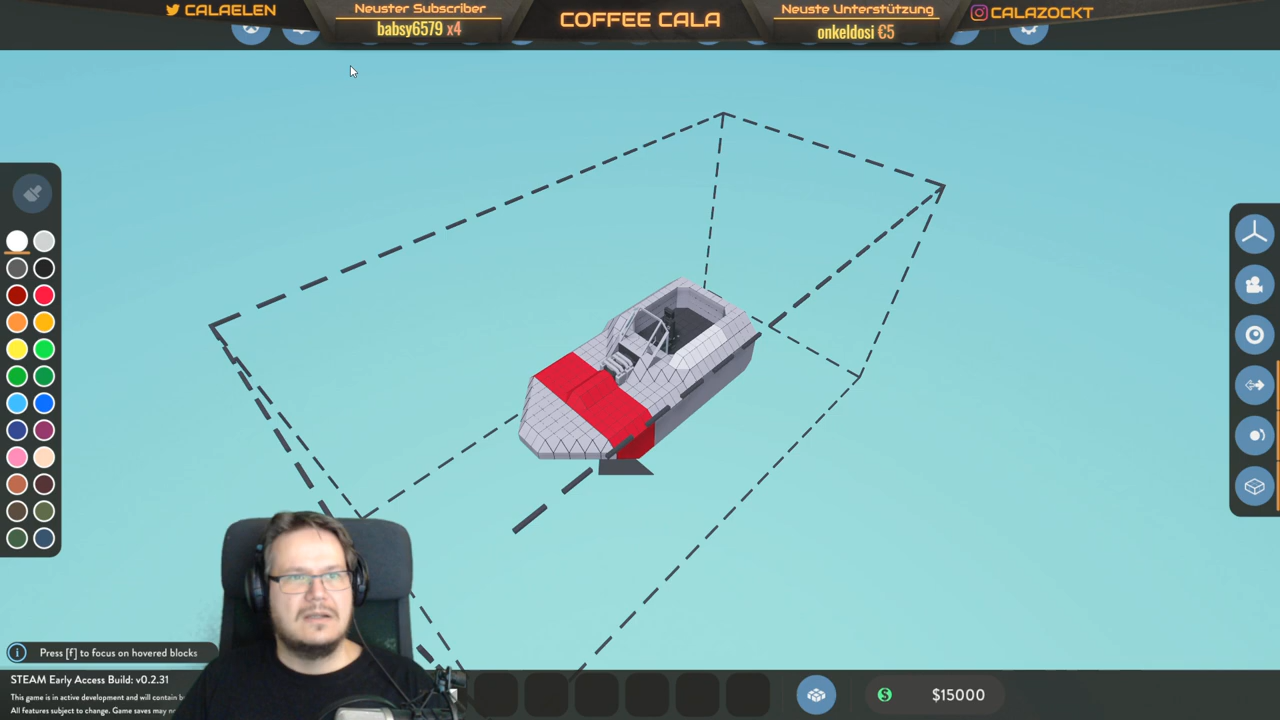 CALAELEN
Neuster Subscriber
babsy6579 x4
COFFEE CALA
Neuste Unterstützung
onkeldosi €5
CALAZOCKT
Press [f] to focus on hovered blocks
STEAM Early Access Build: v0.2.31
This game is in active development and will contain
All features subject to change. Game saves may
$15000